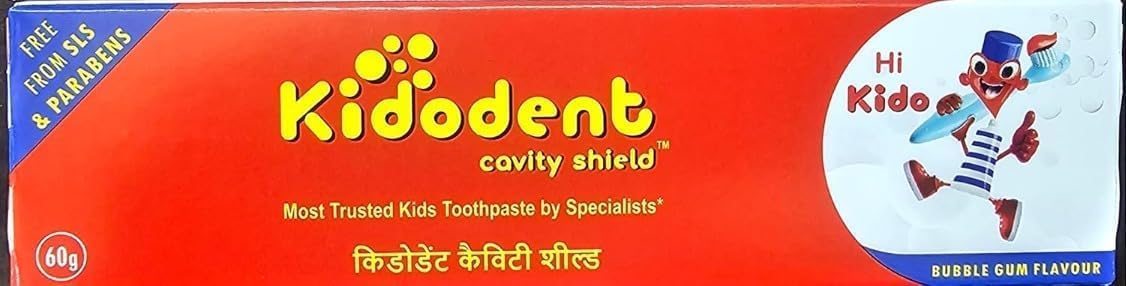 FREE
FROM SLS
& PARABENS
Kidodent
cavity shield™
Most Trusted Kids Toothpaste by Specialists*
किडोडेंट कैविटी शील्ड
60g
Hi
Kido
BUBBLE GUM FLAVOUR